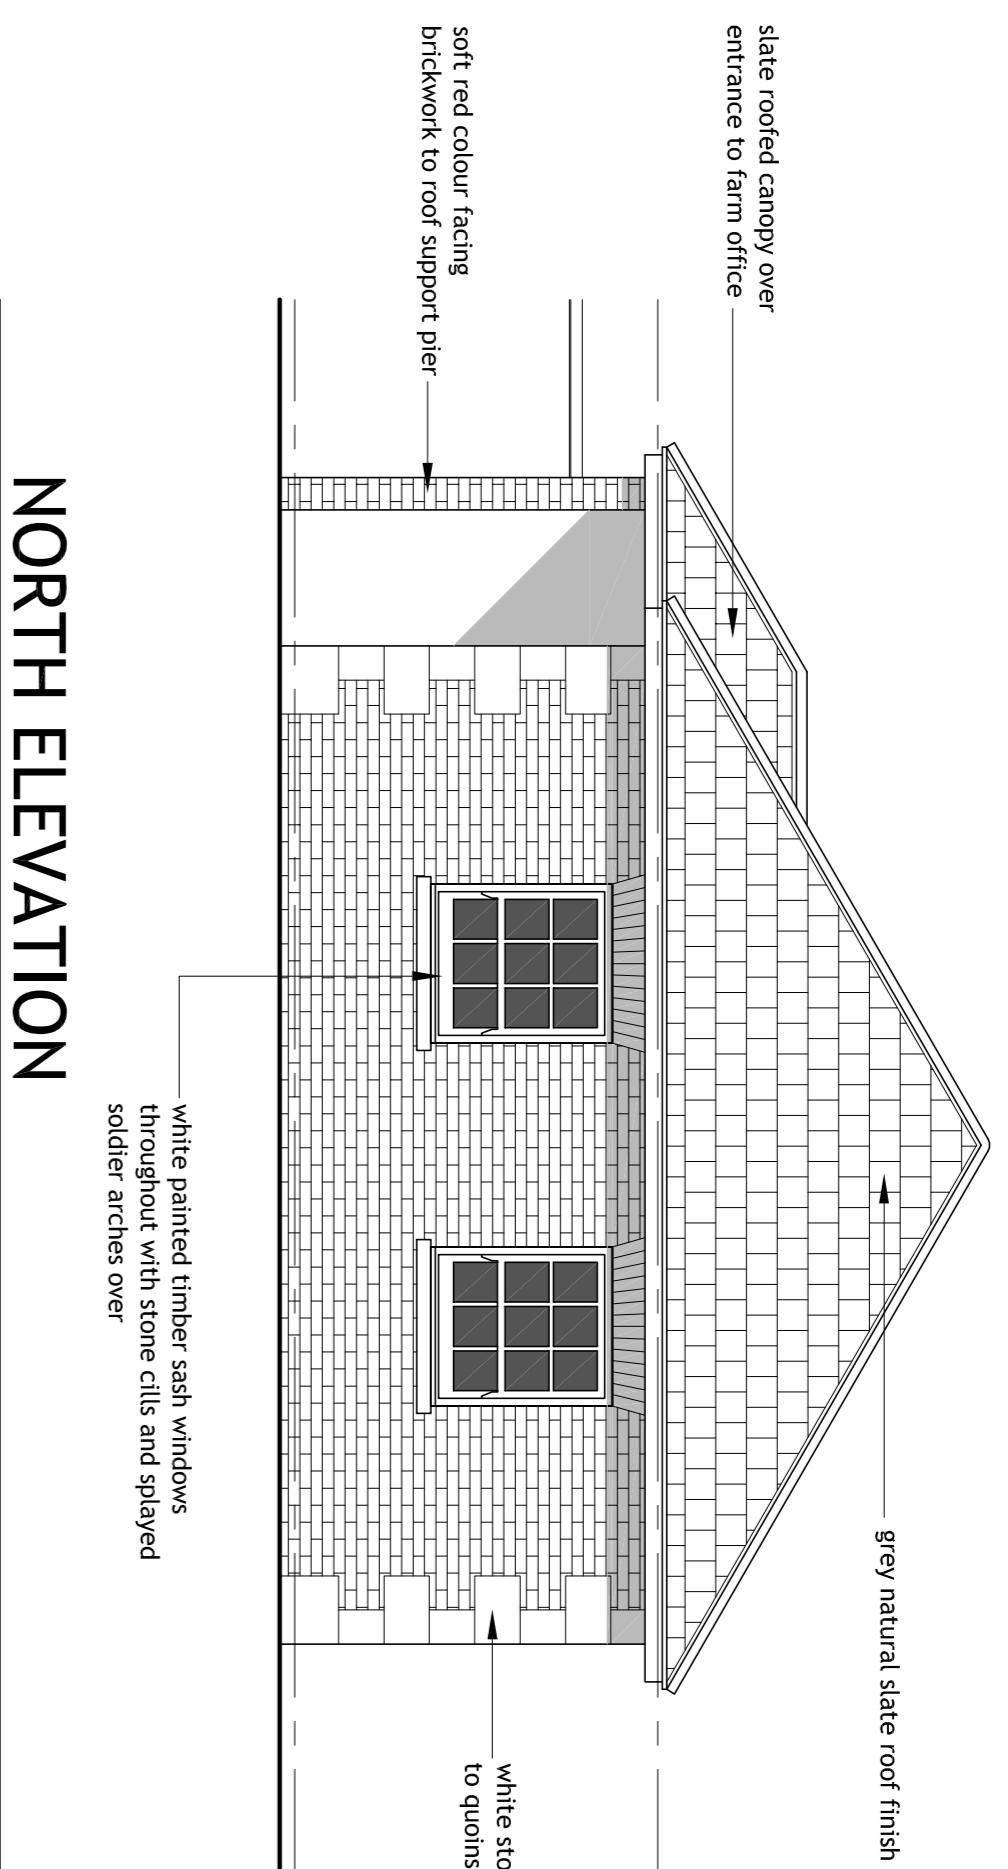 slate roofed canopy over
entrance to farm office
soft red colour facing
brickwork to roof support pier
grey natural slate roof finish
white
to quoins
white painted timber sash windows
throughout with stone cills and splayed
soldier arches over
NORTH ELEVATION